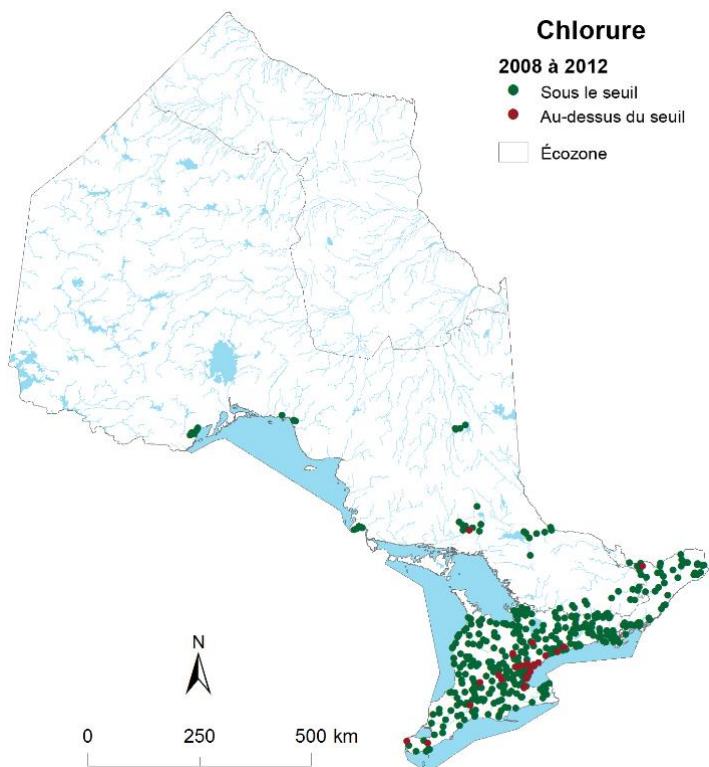 Chlorure
2008 à 2012
Sous le seuil
Au-dessus du seuil
Écozone
N
0 250 500 km